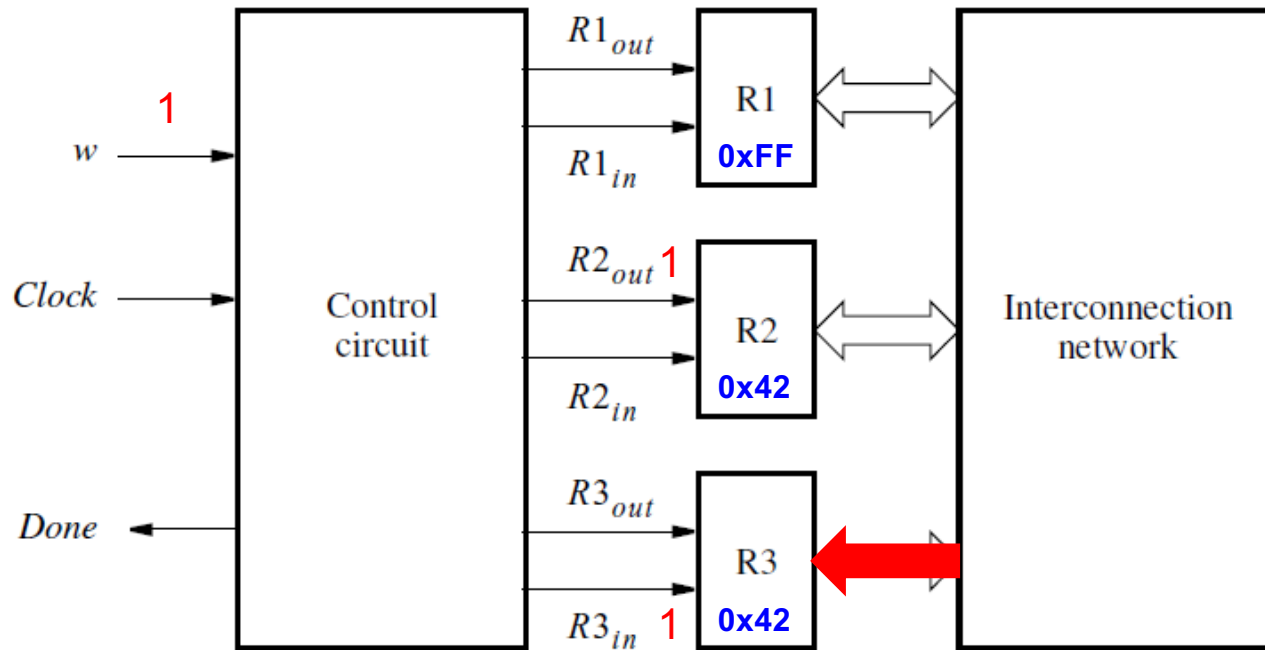 R1out
R1
0xFF
1
w
R1in
R2out 1
Clock
Control
circuit
R2
0x42
Interconnection
network
R2in
R3out
Done
R3
0x42
R3in 1